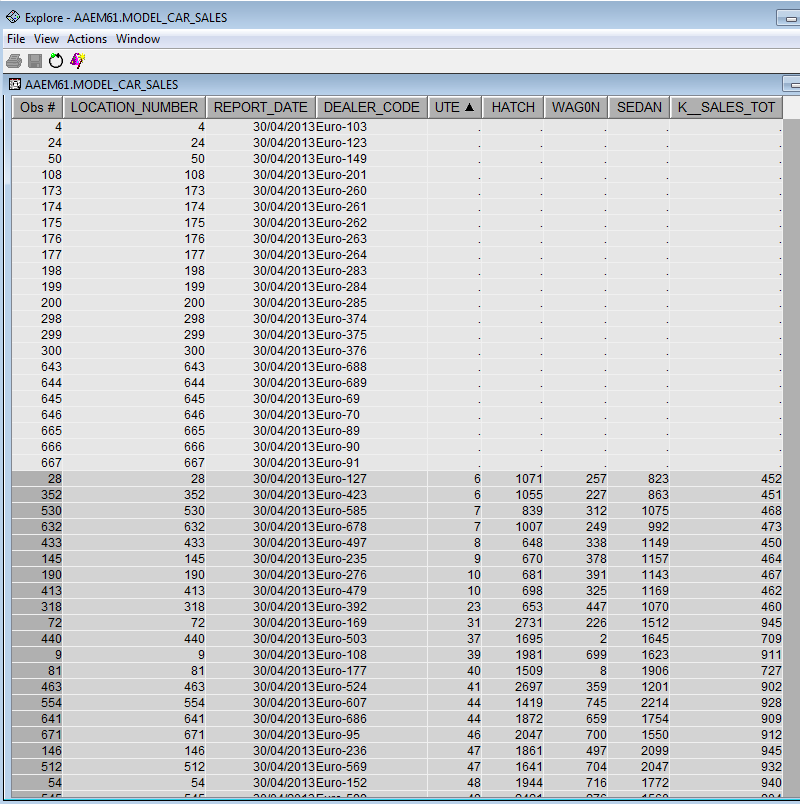 Explore - AAEM61.MODEL_CAR_SALES
File View Actions Window
AAEM61.MODEL_CAR_SALES
Obs # LOCATION_NUMBER REPORT_DATE DEALER_CODE UTE ▲ HATCH WAG0N SEDAN K__SALES_TOT
4 4 30/04/2013 Euro-103 . . . . .
24 24 30/04/2013 Euro-123 . . . . .
50 50 30/04/2013 Euro-149 . . . . .
108 108 30/04/2013 Euro-201 . . . . .
173 173 30/04/2013 Euro-260 . . . . .
174 174 30/04/2013 Euro-261 . . . . .
175 175 30/04/2013 Euro-262 . . . . .
176 176 30/04/2013 Euro-263 . . . . .
177 177 30/04/2013 Euro-264 . . . . .
198 198 30/04/2013 Euro-283 . . . . .
199 199 30/04/2013 Euro-284 . . . . .
200 200 30/04/2013 Euro-285 . . . . .
298 298 30/04/2013 Euro-374 . . . . .
299 299 30/04/2013 Euro-375 . . . . .
300 300 30/04/2013 Euro-376 . . . . .
643 643 30/04/2013 Euro-688 . . . . .
644 644 30/04/2013 Euro-689 . . . . .
645 645 30/04/2013 Euro-69 . . . . .
646 646 30/04/2013 Euro-70 . . . . .
665 665 30/04/2013 Euro-89 . . . . .
666 666 30/04/2013 Euro-90 . . . . .
667 667 30/04/2013 Euro-91 . . . . .
28 28 30/04/2013 Euro-127 6 1071 257 823 452
352 352 30/04/2013 Euro-423 6 1055 227 863 451
530 530 30/04/2013 Euro-585 7 839 312 1075 468
632 632 30/04/2013 Euro-678 7 1007 249 992 473
433 433 30/04/2013 Euro-497 8 648 338 1149 450
145 145 30/04/2013 Euro-235 9 670 378 1157 464
190 190 30/04/2013 Euro-276 10 681 391 1143 467
413 413 30/04/2013 Euro-479 10 698 325 1169 462
318 318 30/04/2013 Euro-392 23 653 447 1070 460
72 72 30/04/2013 Euro-169 31 2731 226 1512 945
440 440 30/04/2013 Euro-503 37 1695 2 1645 709
9 9 30/04/2013 Euro-108 39 1981 699 1623 911
81 81 30/04/2013 Euro-177 40 1509 8 1906 727
463 463 30/04/2013 Euro-524 41 2697 359 1201 902
554 554 30/04/2013 Euro-607 44 1419 745 2214 928
641 641 30/04/2013 Euro-686 44 1872 659 1754 909
671 671 30/04/2013 Euro-95 46 2047 700 1550 912
146 146 30/04/2013 Euro-236 47 1861 497 2099 945
512 512 30/04/2013 Euro-569 47 1641 704 2047 932
54 54 30/04/2013 Euro-152 48 1944 716 1772 940